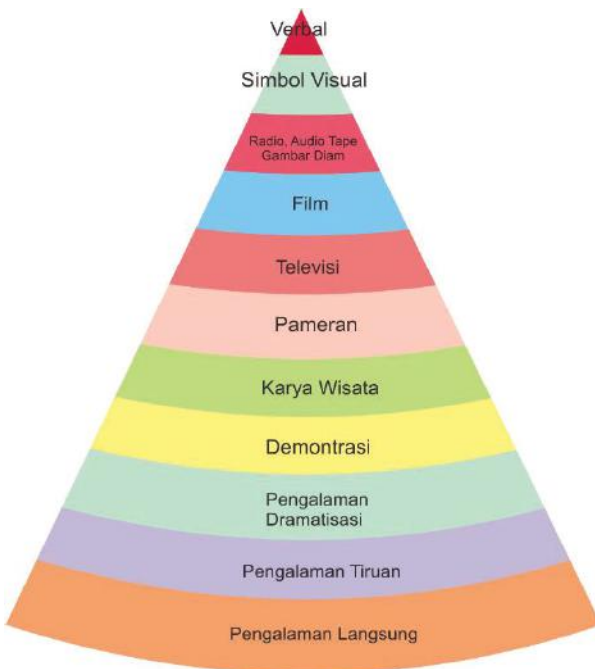 Verbal
Simbol Visual
Radio, Audio Tape
Gambar Diam
Film
Televisi
Pameran
Karya Wisata
Demontrasi
Pengalaman
Dramatisasi
Pengalaman Tiruan
Pengalaman Langsung